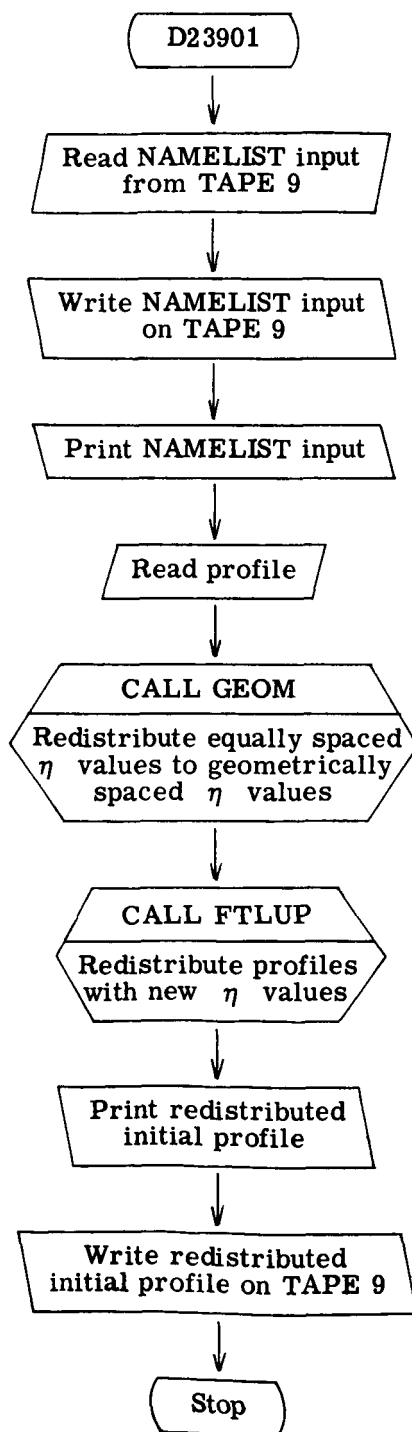 D23901
Read NAMELIST input
from TAPE 9
Write NAMELIST input
on TAPE 9
Print NAMELIST input
Read profile
CALL GEOM
Redistribute equally spaced
η values to geometrically
spaced η values
CALL FTLUP
Redistribute profiles
with new η values
Print redistributed
initial profile
Write redistributed
initial profile on TAPE 9
Stop